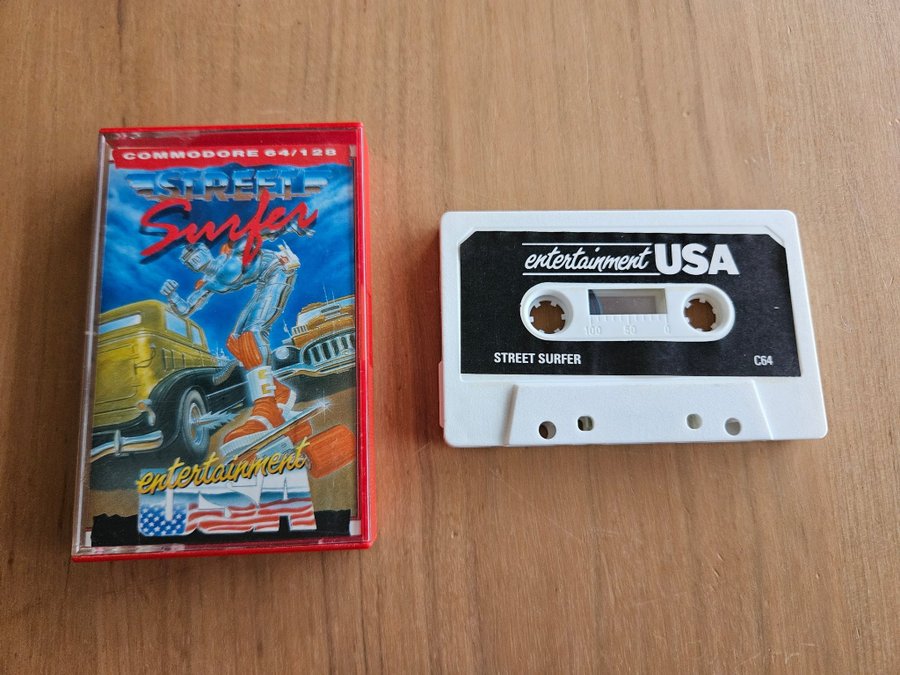 COMMODORE 64/128
STREET
Surfer
entertainment
USA
entertainment USA
100 50 0
STREET SURFER C64